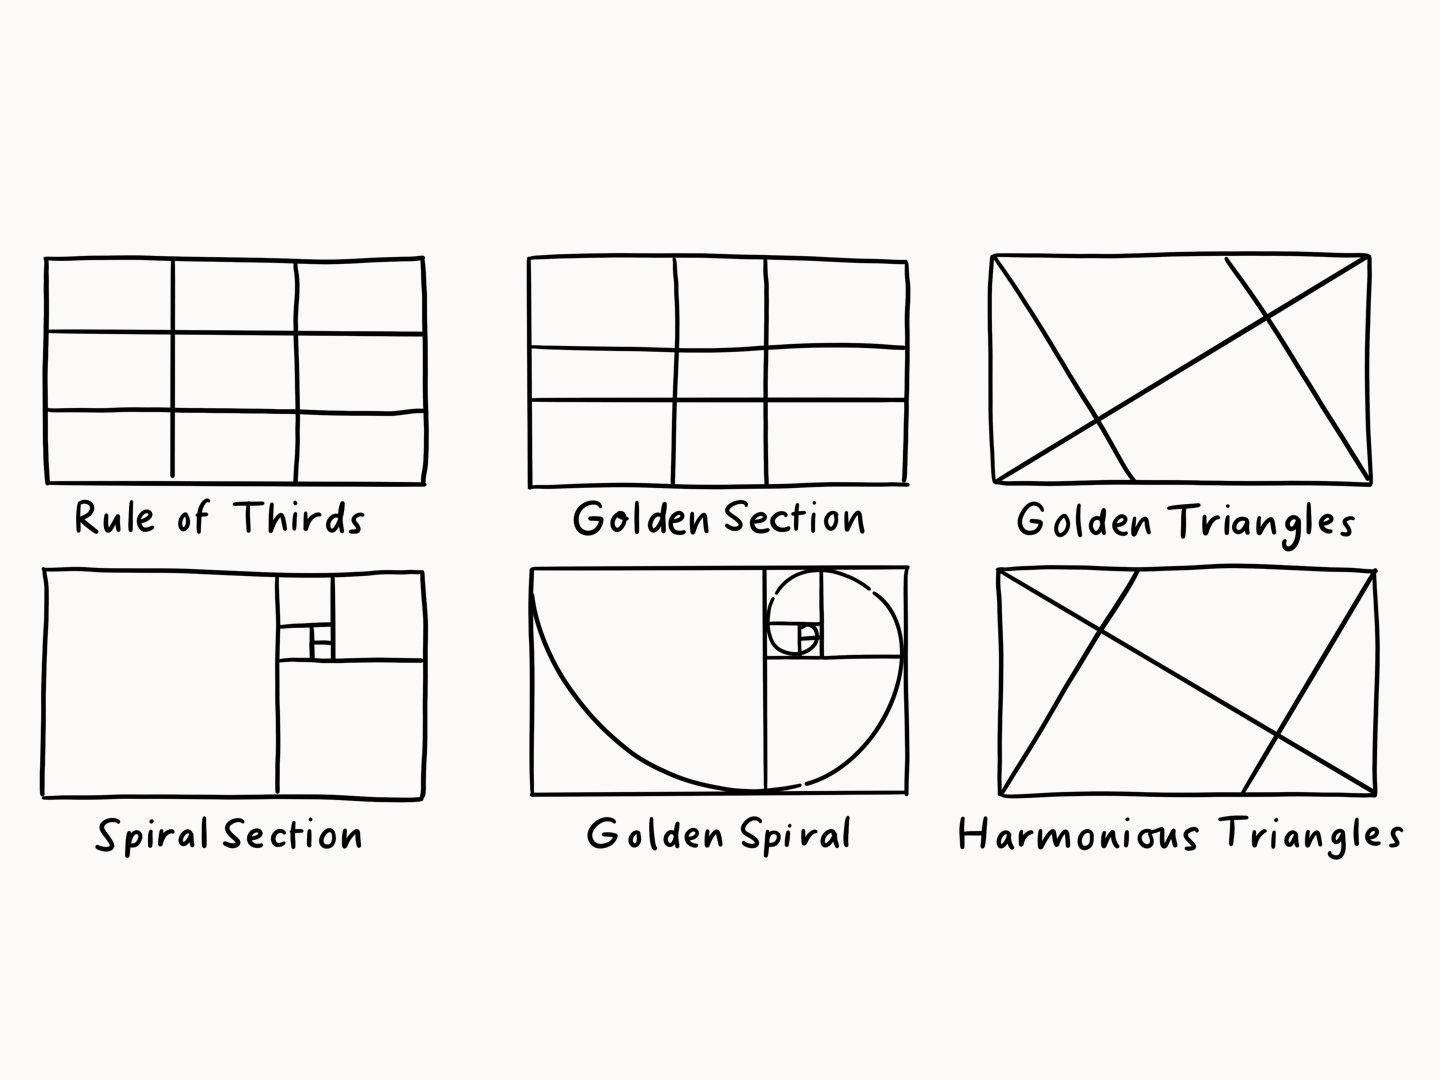 Rule of Thirds
Golden Section
Golden Triangles
Spiral Section
Golden Spiral
Harmonious Triangles